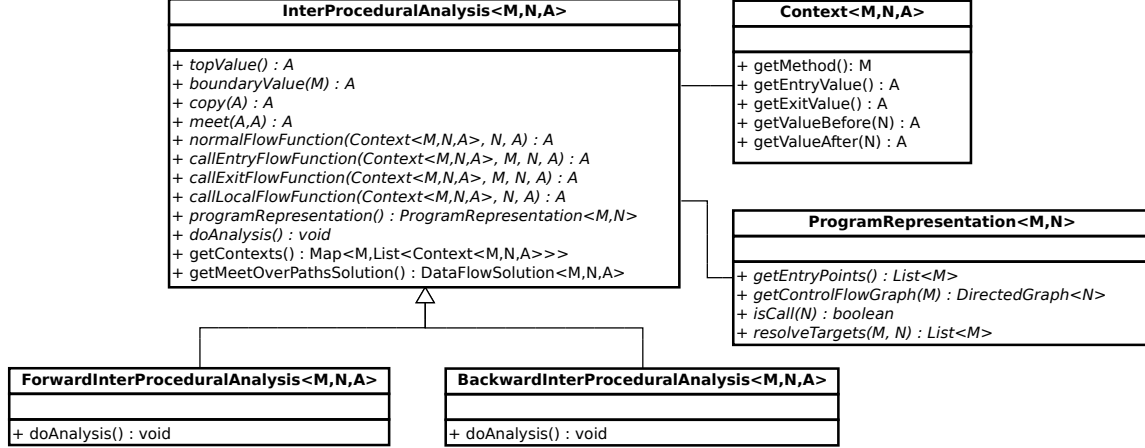 InterProceduralAnalysis<M,N,A>
+ topValue() : A
+ boundaryValue(M) : A
+ copy(A) : A
+ meet(A,A) : A
+ normalFlowFunction(Context<M,N,A>, N, A) : A
+ callEntryFlowFunction(Context<M,N,A>, M, N, A) : A
+ callExitFlowFunction(Context<M,N,A>, M, N, A) : A
+ callLocalFlowFunction(Context<M,N,A>, N, A) : A
+ programRepresentation() : ProgramRepresentation<M,N>
+ doAnalysis() : void
+ getContexts() : Map<M,List<Context<M,N,A>>>
+ getMeetOverPathsSolution() : DataFlowSolution<M,N,A>
Context<M,N,A>
+ getMethod(): M
+ getEntryValue() : A
+ getExitValue() : A
+ getValueBefore(N) : A
+ getValueAfter(N) : A
ProgramRepresentation<M,N>
+ getEntryPoints() : List<M>
+ getControlFlowGraph(M) : DirectedGraph<N>
+ isCall(N) : boolean
+ resolveTargets(M, N) : List<M>
ForwardInterProceduralAnalysis<M,N,A>
+ doAnalysis() : void
BackwardInterProceduralAnalysis<M,N,A>
+ doAnalysis() : void